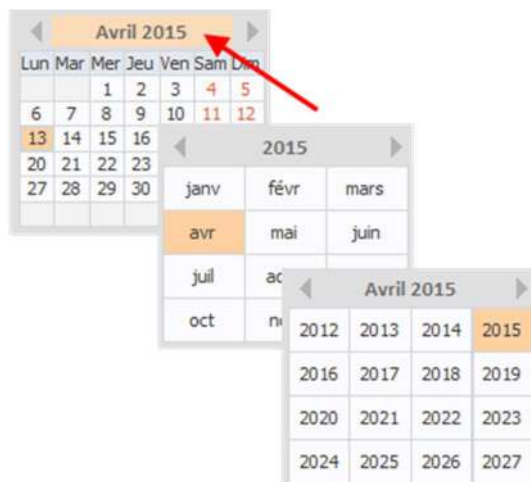 Avril 2015
Lun Mar Mer Jeu Ven Sam Dim
1 2 3 4 5
6 7 8 9 10 11 12
13 14 15 16
20 21 22 23
27 28 29 30
2015
janv févr mars
avr mai juin
juil
oct
Avril 2015
2012 2013 2014 2015
2016 2017 2018 2019
2020 2021 2022 2023
2024 2025 2026 2027